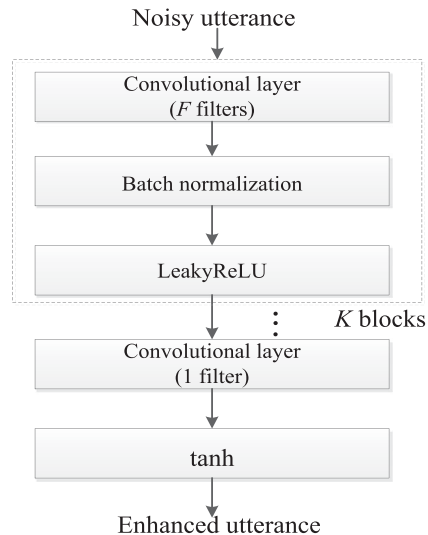 Noisy utterance
Convolutional layer
(F filters)
Batch normalization
LeakyReLU
K blocks
Convolutional layer
(1 filter)
tanh
Enhanced utterance